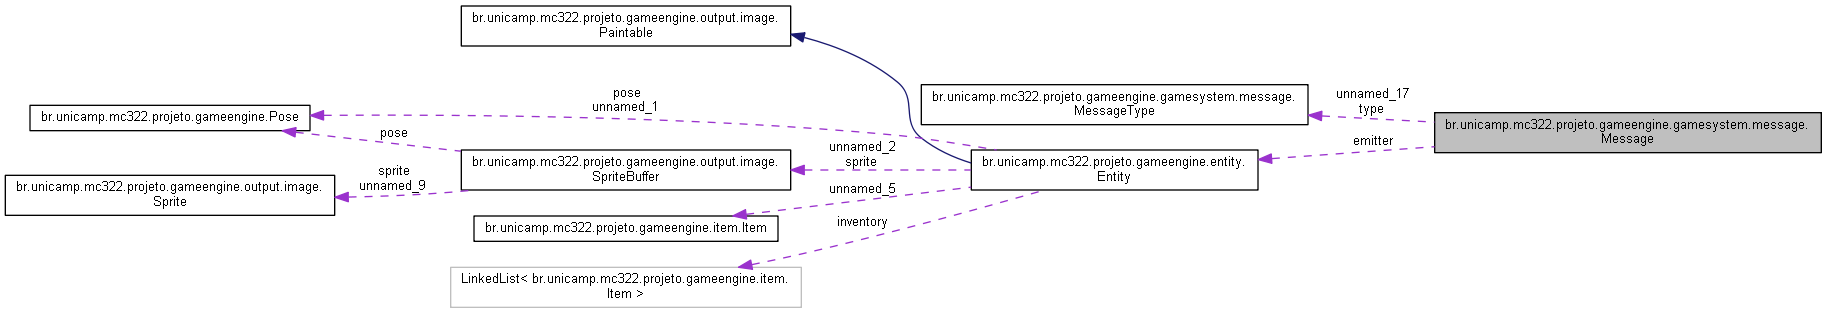 br.unicamp.mc322.projeto.gameengine.output.image.
Paintable
pose
unnamed_1
br.unicamp.mc322.projeto.gameengine.gamesystem.message.
MessageType
unnamed_17
type
br.unicamp.mc322.projeto.gameengine.Pose
br.unicamp.mc322.projeto.gameengine.gamesystem.message.
Message
pose
emitter
unnamed_2
sprite
br.unicamp.mc322.projeto.gameengine.output.image.
SpriteBuffer
br.unicamp.mc322.projeto.gameengine.entity.
Entity
sprite
unnamed_9
br.unicamp.mc322.projeto.gameengine.output.image.
Sprite
unnamed_5
br.unicamp.mc322.projeto.gameengine.item.Item
inventory
LinkedList< br.unicamp.mc322.projeto.gameengine.item.
Item >